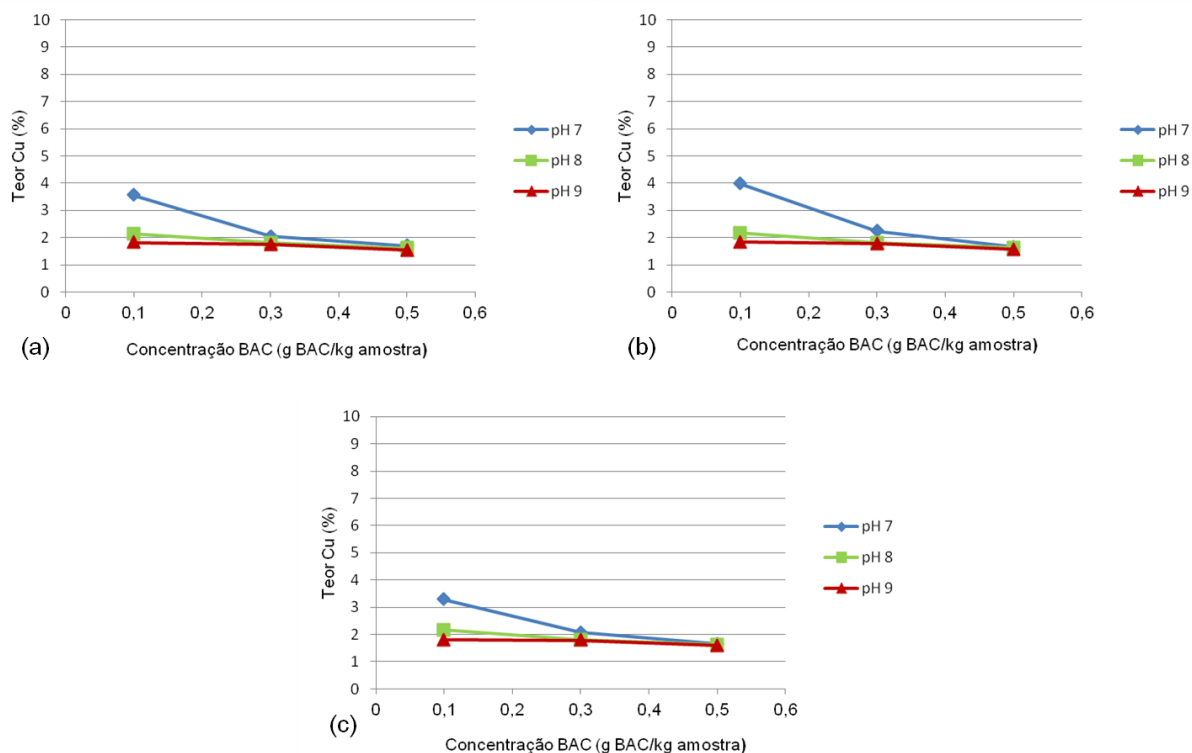 10
9
8
7
6
5
4
3
2
1
0
Teor Cu (%)
0 0,1 0,2 0,3 0,4 0,5 0,6
Concentração BAC (g BAC/kg amostra)
pH 7
pH 8
pH 9
(a)
10
9
8
7
6
5
4
3
2
1
0
Teor Cu (%)
0 0,1 0,2 0,3 0,4 0,5 0,6
Concentração BAC (g BAC/kg amostra)
pH 7
pH 8
pH 9
(b)
10
9
8
7
6
5
4
3
2
1
0
Teor Cu (%)
0 0,1 0,2 0,3 0,4 0,5 0,6
Concentração BAC (g BAC/kg amostra)
pH 7
pH 8
pH 9
(c)